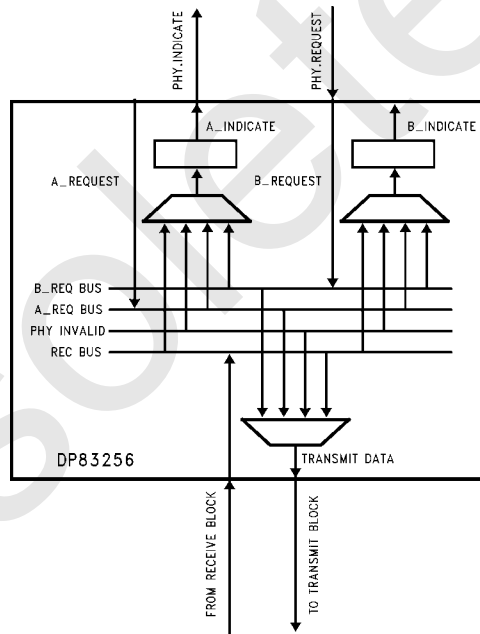 PHY.INDICATE
PHY.REQUEST
A_INDICATE
B_INDICATE
A_REQUEST
B_REQUEST
B_REQ BUS
A_REQ BUS
PHY INVALID
REC BUS
DP83256
TRANSMIT DATA
FROM RECEIVE BLOCK
TO TRANSMIT BLOCK